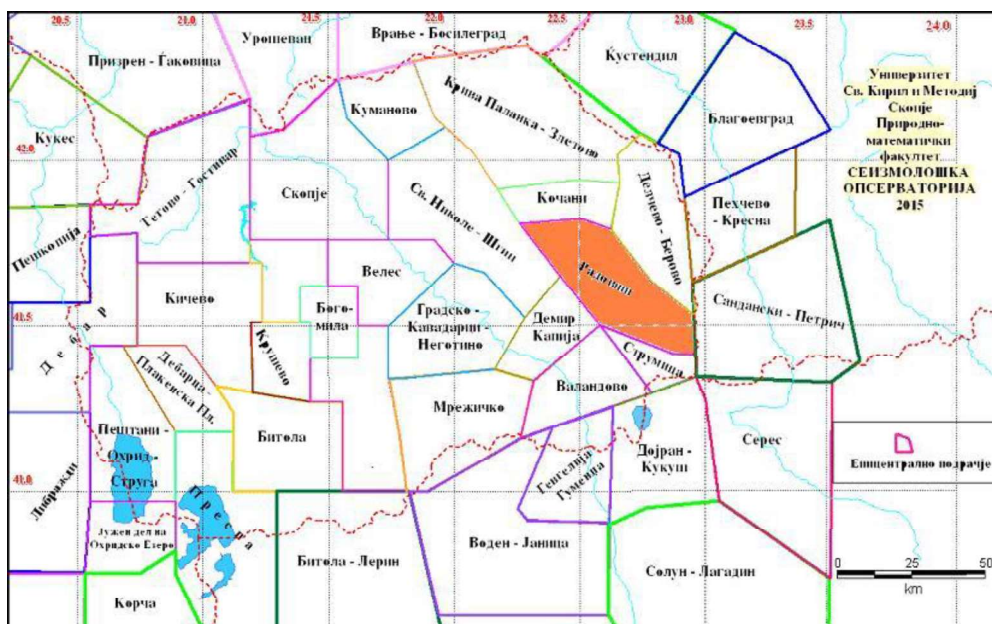 20.5
21.0
21.5
22.0
23.0
23.5
24.0
Урошевац
Врање - Босилеград
Ќустендил
Призрен - Ѓаковица
Куманово
Крива Паланка - Злетово
Благоевград
Универзитет
Св. Кирил и Методиј
Скопје
Природно-
математички
факултет
СЕИЗМОЛОШКА
ОПСЕРВАТОРИЈА
2015
Кукес
42.0
Тетово - Гостивар
Скопје
Св. Николе - Штип
Кочани
Делчево - Берово
Пехчево -
Кресна
Пешкопија
Велес
Радовиш
Кичево
Бого-
мила
Градско -
Кавадарци -
Неготино
Демир
Капија
Сандански - Петрич
41.5
Дебар
Крушево
Дебарца -
Плакенска Пл.
Струмица
Валандово
Мрежичко
Битола
Пештани -
Охрид -
Струга
Дојран -
Кукуш
Серес
Либражди
Гевгелија
Гуменца
Епицентрално подрачје
41.0
Преспа
Јужен дел на
Охридско Езеро
Воден - Јаница
Битола - Лерин
Солун - Лагадин
Корча
0 25 50
km